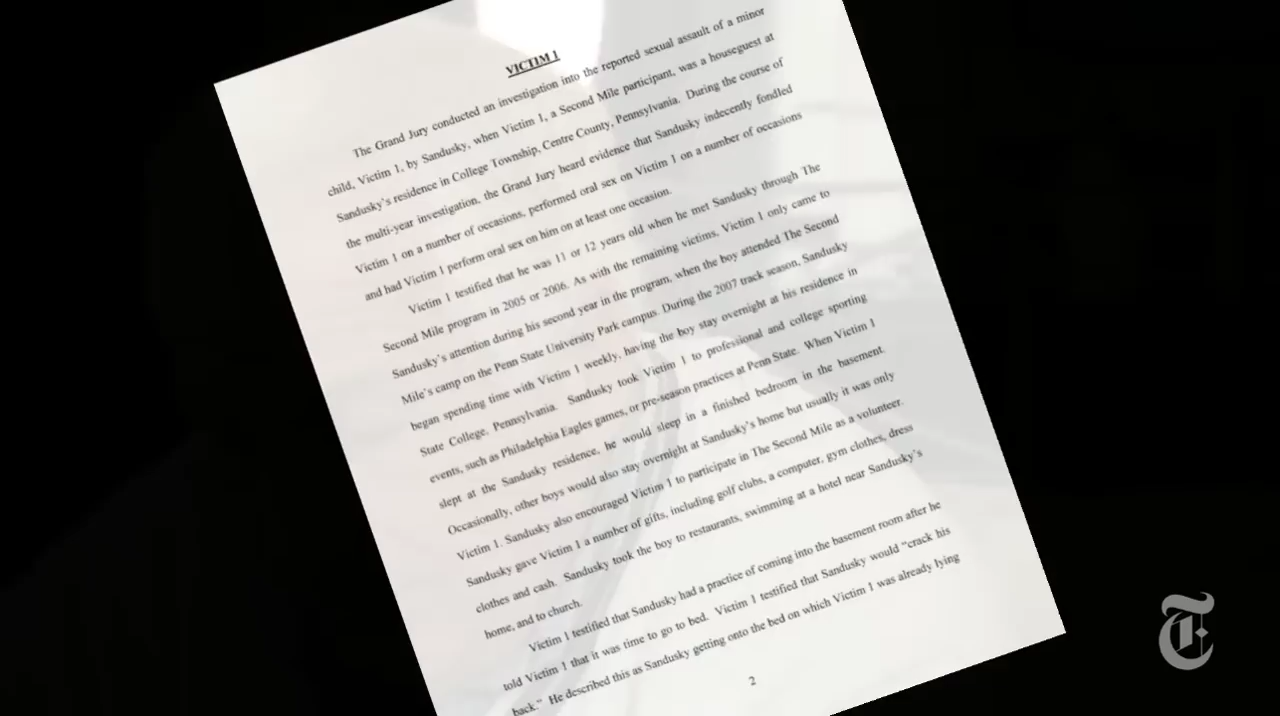 VICTIM 1
The Grand Jury conducted an investigation into the reported sexual assault of a minor
child, Victim 1, by Sandusky, when Victim 1, a Second Mile participant, was a houseguest at
Sandusky's residence in College Township, Centre County, Pennsylvania. During the course of
the multi-year investigation, the Grand Jury heard evidence that Sandusky indecently fondled
Victim 1 on a number of occasions, performed oral sex on Victim 1 on a number of occasions
and had Victim 1 perform oral sex on him on at least one occasion.
Victim 1 testified that he was 11 or 12 years old when he met Sandusky through The
Second Mile program in 2005 or 2006. As with the remaining victims, Victim 1 only came to
Sandusky's attention during his second year in the program, when the boy attended The Second
Mile's camp on the Penn State University Park campus. During the 2007 track season, Sandusky
began spending time with Victim 1 weekly, having the boy stay overnight at his residence in
State College, Pennsylvania. Sandusky took Victim 1 to professional and college sporting
events, such as Philadelphia Eagles games, or pre-season practices at Penn State. When Victim 1
slept at the Sandusky residence, he would sleep in a finished bedroom in the basement.
Occasionally, other boys would also stay overnight at Sandusky's home but usually it was only
Victim 1. Sandusky also encouraged Victim 1 to participate in The Second Mile as a volunteer.
Sandusky gave Victim 1 a number of gifts, including golf clubs, a computer, gym clothes, dress
clothes and cash. Sandusky took the boy to restaurants, swimming at a hotel near Sandusky's
home, and to church.
Victim 1 testified that Sandusky had a practice of coming into the basement room after he
told Victim 1 that it was time to go to bed. Victim 1 testified that Sandusky would "crack his
back." He described this as Sandusky getting onto the bed on which Victim 1 was already lying
2
T